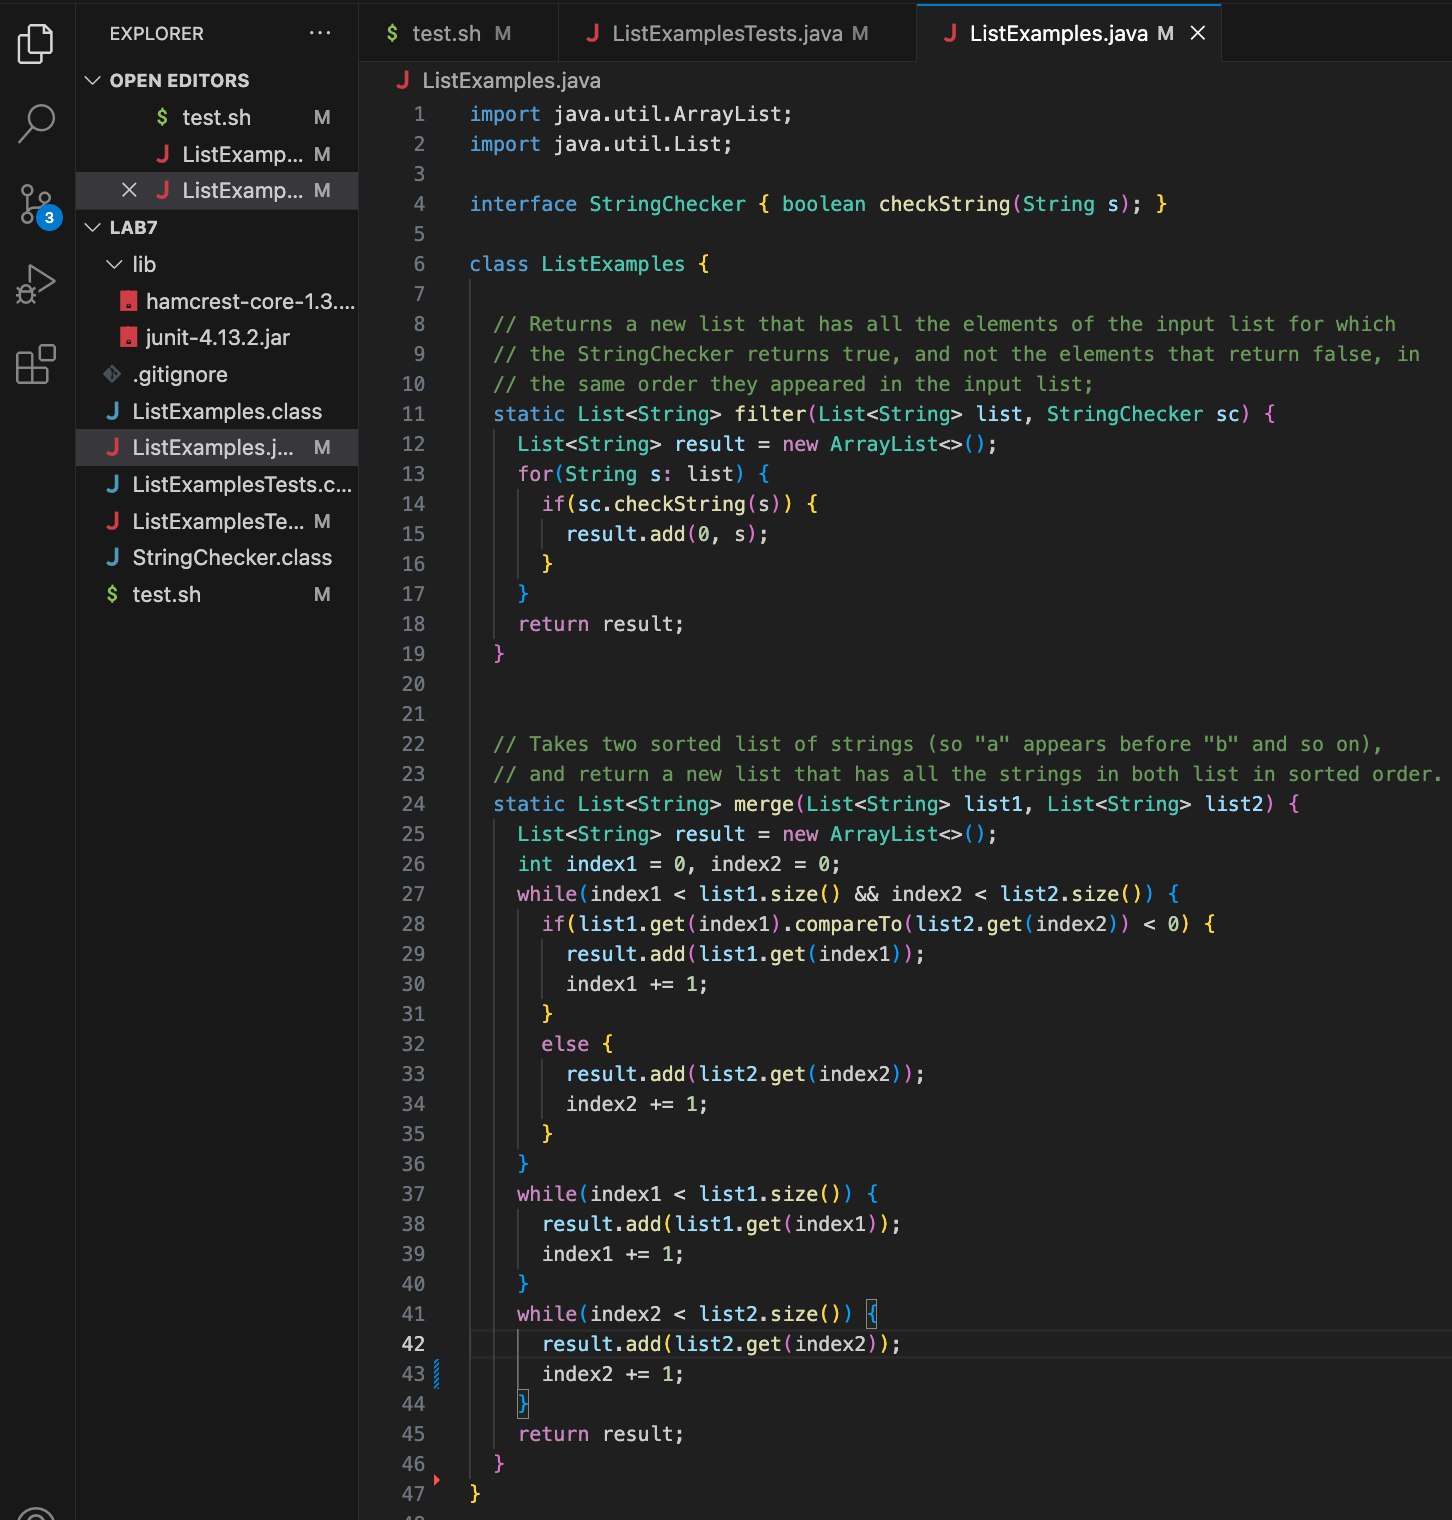 EXPLORER ...
OPEN EDITORS
$ test.sh M
J ListExamp... M
J ListExamp... M
3
LAB7
lib
hamcrest-core-1.3....
junit-4.13.2.jar
.gitignore
J ListExamples.class
J ListExamples.j... M
J ListExamplesTests.c...
J ListExamplesTe... M
J StringChecker.class
$ test.sh M
$ test.sh M J ListExamplesTests.java M J ListExamples.java M
J ListExamples.java
1 import java.util.ArrayList;
2 import java.util.List;
3
4 interface StringChecker { boolean checkString(String s); }
5
6 class ListExamples {
7
8 // Returns a new list that has all the elements of the input list for which
9 // the StringChecker returns true, and not the elements that return false, in
10 // the same order they appeared in the input list;
11 static List<String> filter(List<String> list, StringChecker sc) {
12 List<String> result = new ArrayList<>();
13 for(String s: list) {
14 if(sc.checkString(s)) {
15 result.add(0, s);
16 }
17 }
18 return result;
19 }
20
21
22 // Takes two sorted list of strings (so "a" appears before "b" and so on),
23 // and return a new list that has all the strings in both list in sorted order.
24 static List<String> merge(List<String> list1, List<String> list2) {
25 List<String> result = new ArrayList<>();
26 int index1 = 0, index2 = 0;
27 while(index1 < list1.size() && index2 < list2.size()) {
28 if(list1.get(index1).compareTo(list2.get(index2)) < 0) {
29 result.add(list1.get(index1));
30 index1 += 1;
31 }
32 else {
33 result.add(list2.get(index2));
34 index2 += 1;
35 }
36 }
37 while(index1 < list1.size()) {
38 result.add(list1.get(index1));
39 index1 += 1;
40 }
41 while(index2 < list2.size()) {
42 result.add(list2.get(index2));
43 index2 += 1;
44 }
45 return result;
46 }
47 }